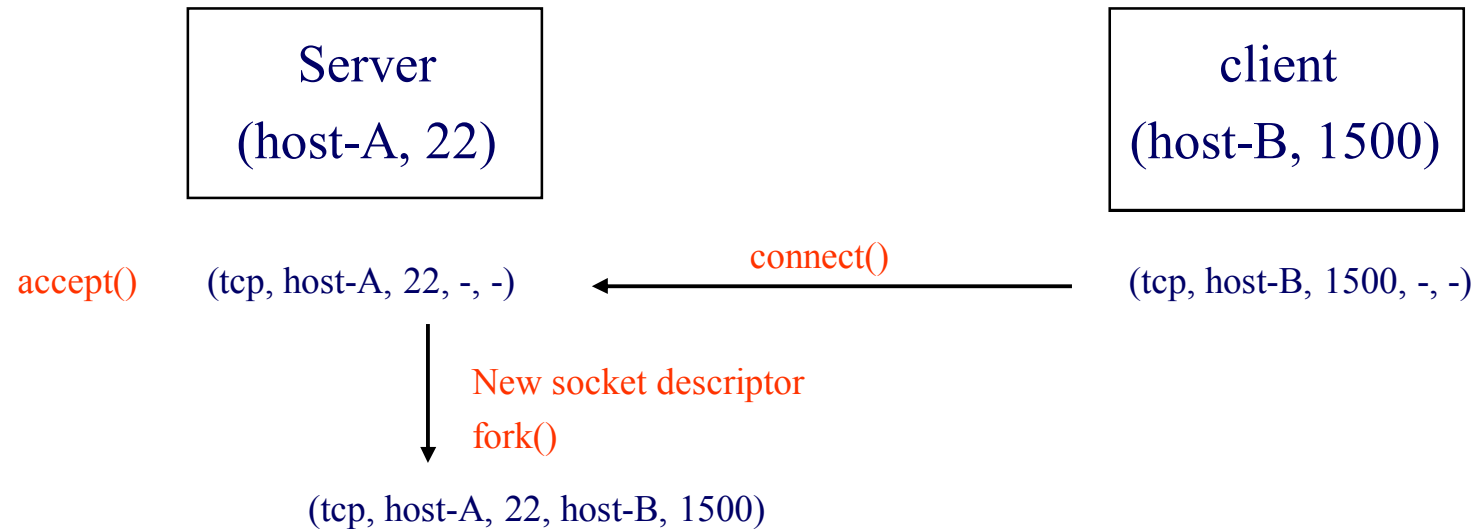 Server
(host-A, 22)
client
(host-B, 1500)
accept()
(tcp, host-A, 22, -, -)
connect()
(tcp, host-B, 1500, -, -)
New socket descriptor
fork()
(tcp, host-A, 22, host-B, 1500)